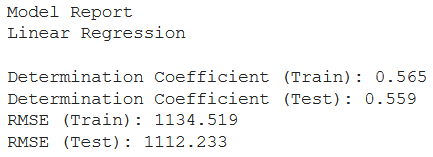 Model Report
Linear Regression
Determination Coefficient (Train): 0.565
Determination Coefficient (Test): 0.559
RMSE (Train): 1134.519
RMSE (Test): 1112.233